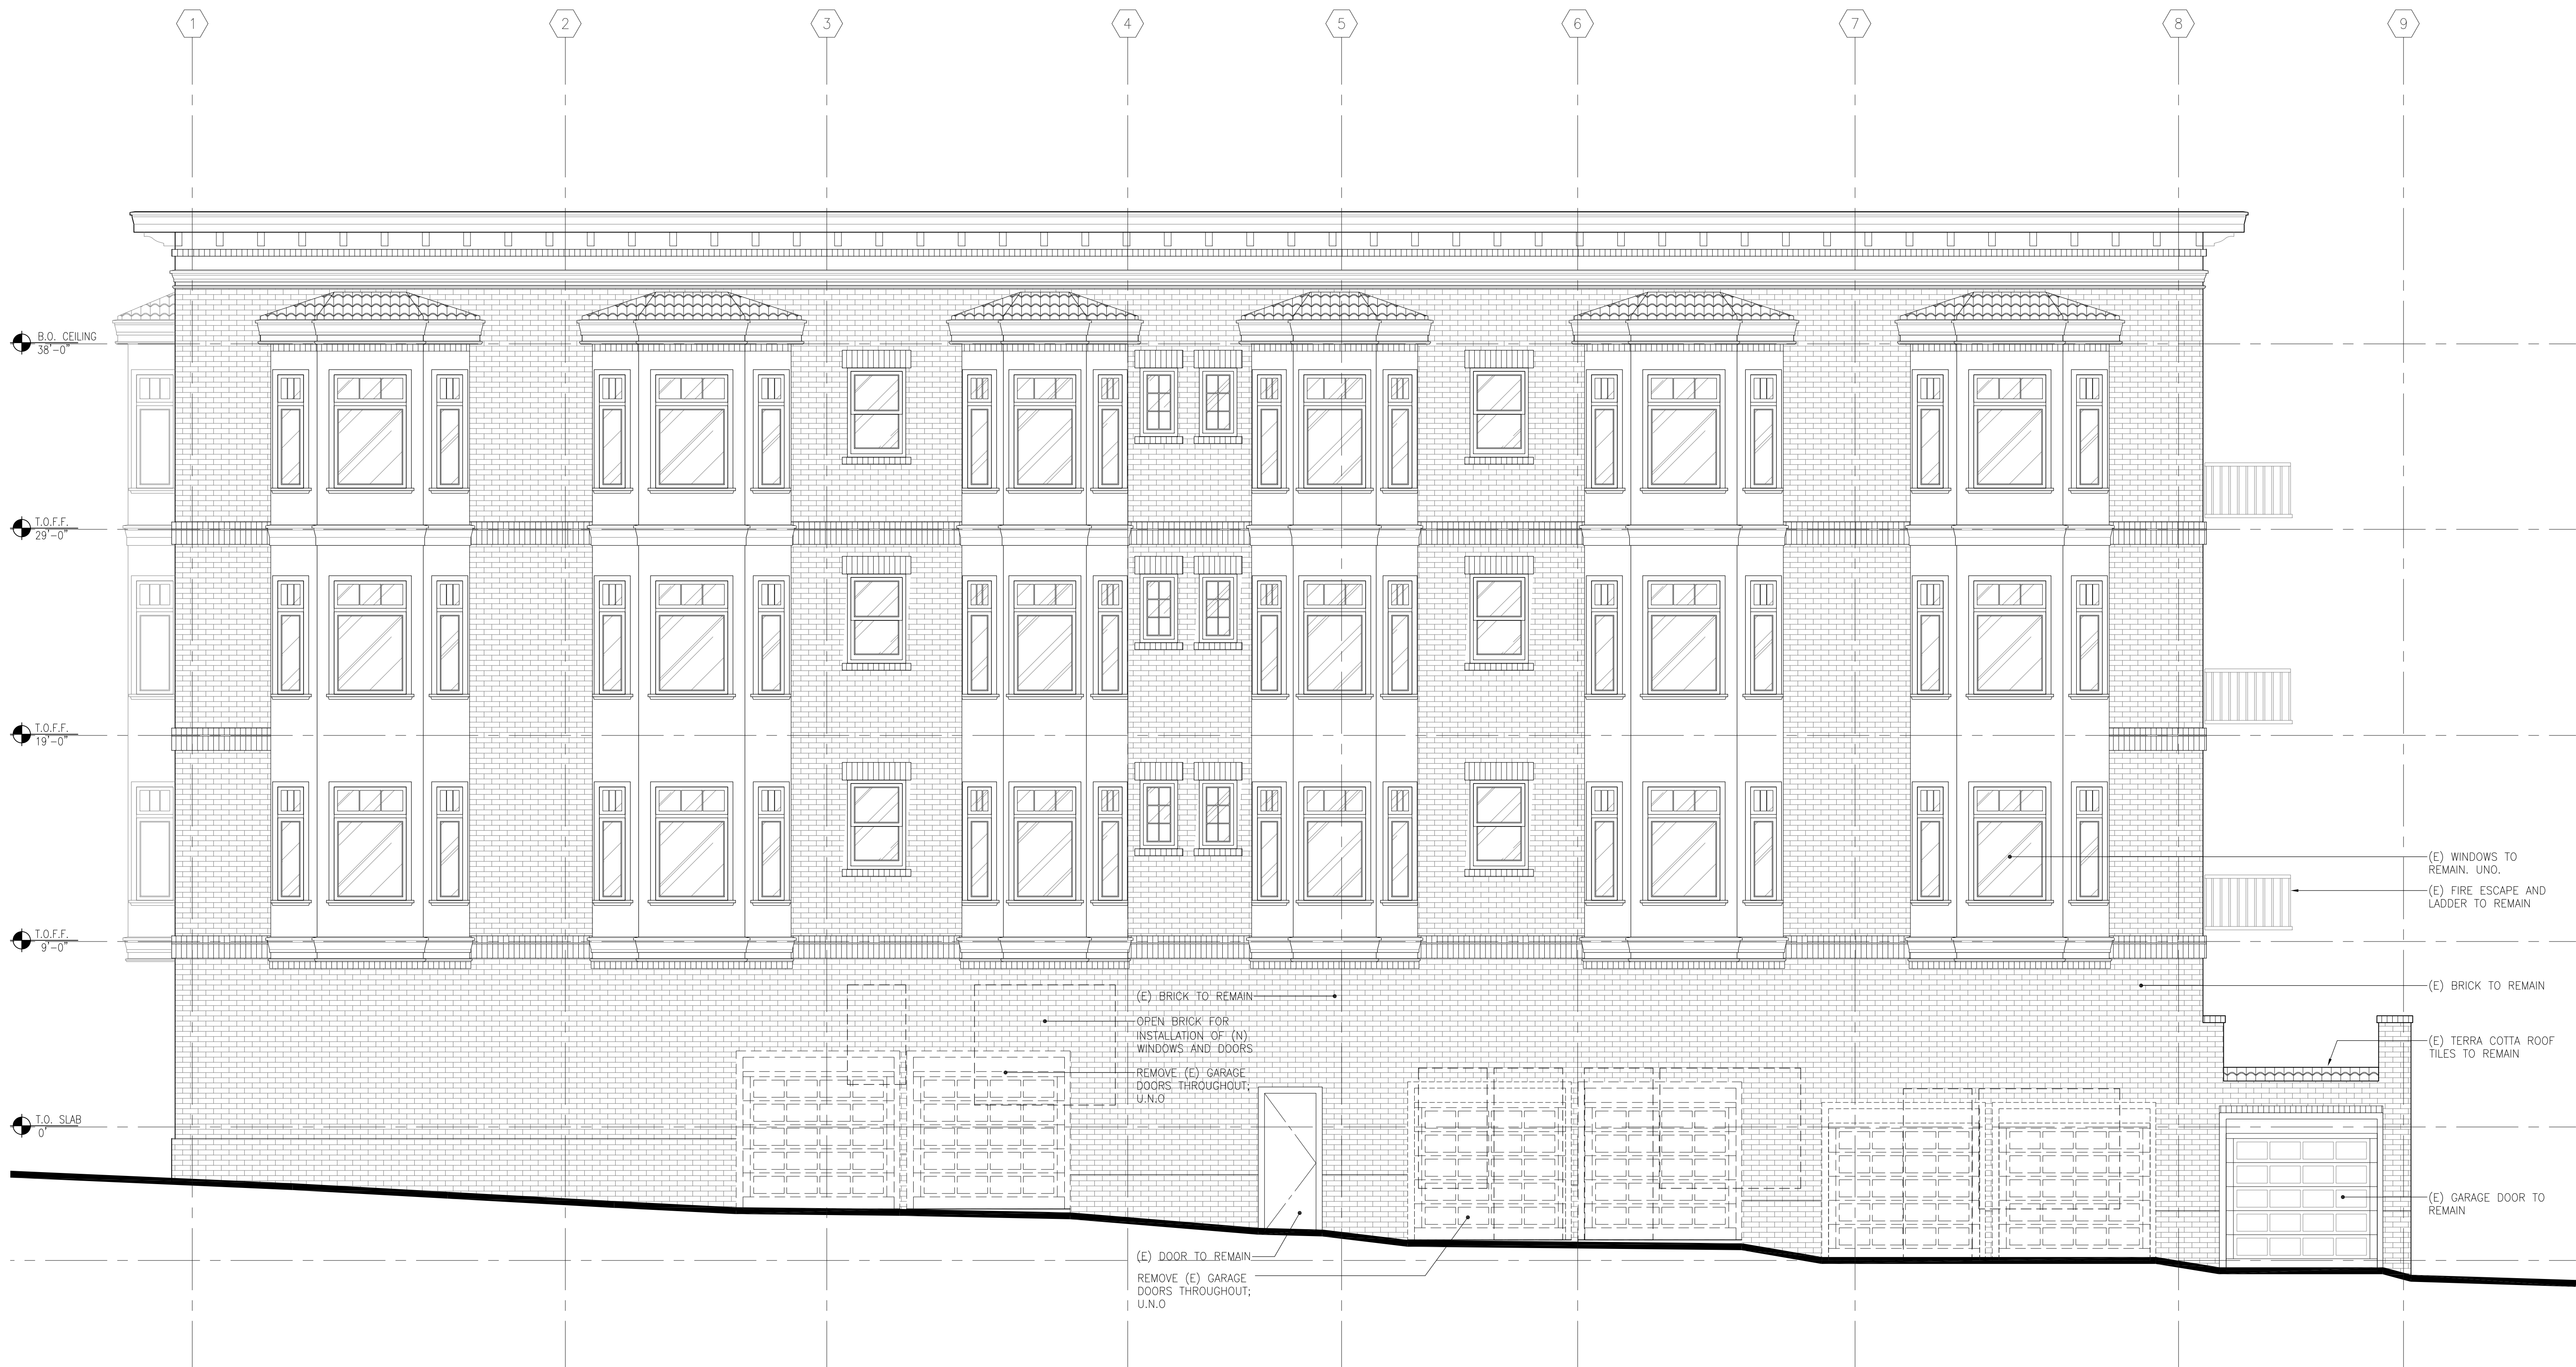 1
2
3
4
5
6
7
8
9
B.O. CEILING
38'-0"
T.O.F.F.
29'-0"
T.O.F.F.
19'-0"
(E) WINDOWS TO
REMAIN. UNO.
(E) FIRE ESCAPE AND
LADDER TO REMAIN
T.O.F.F.
9'-0"
(E) BRICK TO REMAIN
(E) BRICK TO REMAIN
OPEN BRICK FOR
INSTALLATION OF (N)
WINDOWS AND DOORS
(E) TERRA COTTA ROOF
TILES TO REMAIN
REMOVE (E) GARAGE
DOORS THROUGHOUT;
U.N.O
T.O. SLAB
0'
(E) GARAGE DOOR TO
REMAIN
(E) DOOR TO REMAIN
REMOVE (E) GARAGE
DOORS THROUGHOUT;
U.N.O